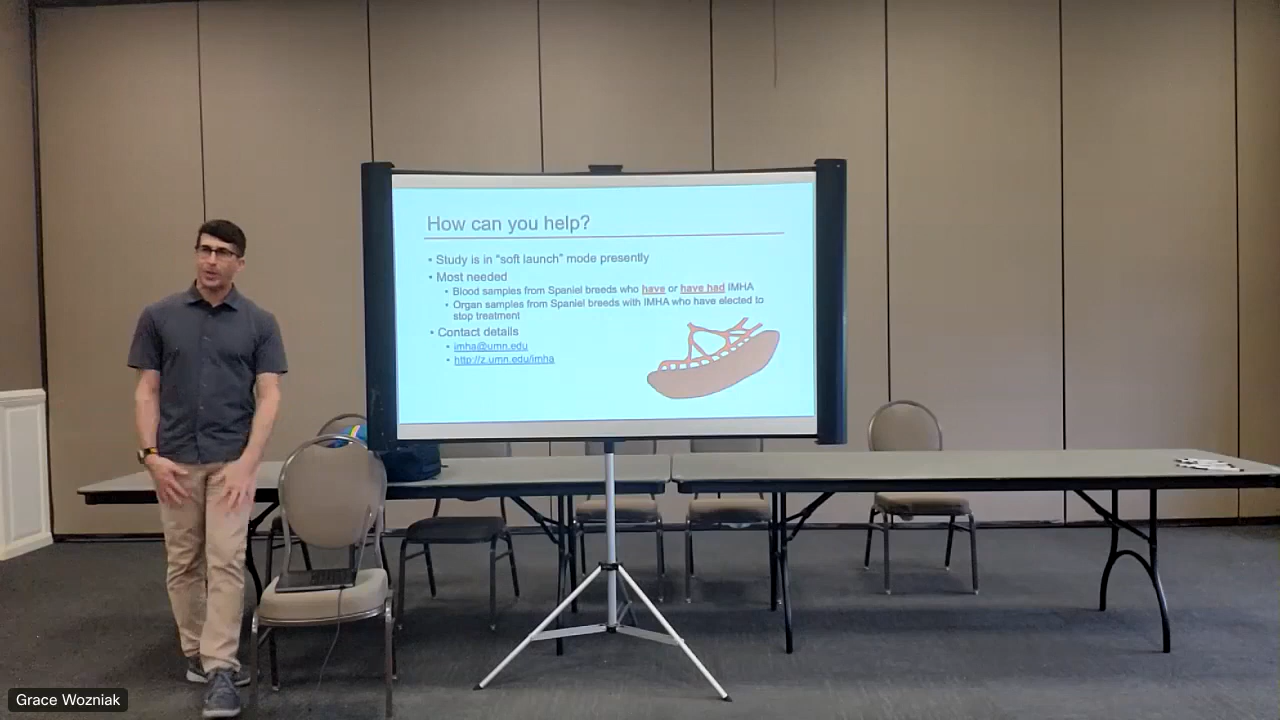 How can you help?
• Study is in “soft launch” mode presently
• Most needed
• Blood samples from Spaniel breeds who have or have had IMHA
• Organ samples from Spaniel breeds with IMHA who have elected to
stop treatment
• Contact details
• imha@umn.edu
• http://z.umn.edu/imha
Grace Wozniak